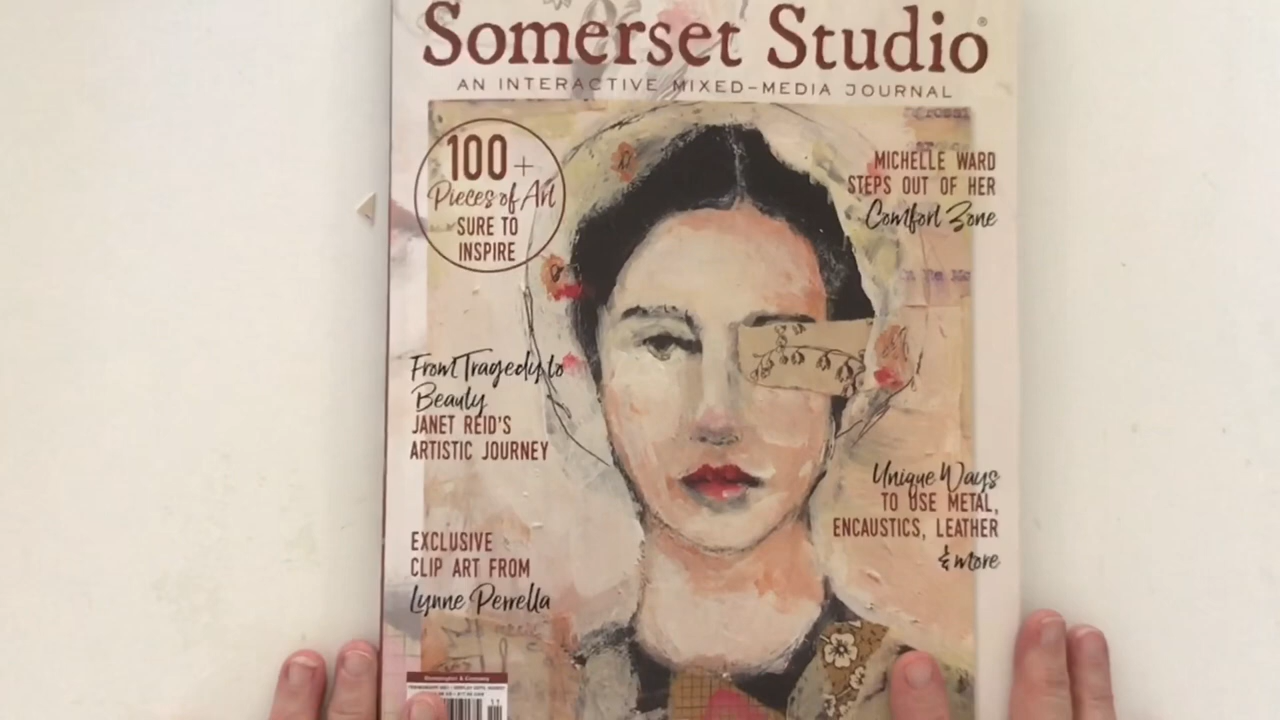 Somerset Studio®
AN INTERACTIVE MIXED-MEDIA JOURNAL
100+
Pieces of Art
SURE TO
INSPIRE
MICHELLE WARD
STEPS OUT OF HER
Comfort Zone
From Tragedy to
Beauty
JANET REID'S
ARTISTIC JOURNEY
Unique Ways
TO USE METAL,
ENCAUSTICS, LEATHER
& more
EXCLUSIVE
CLIP ART FROM
Lynne Perrella